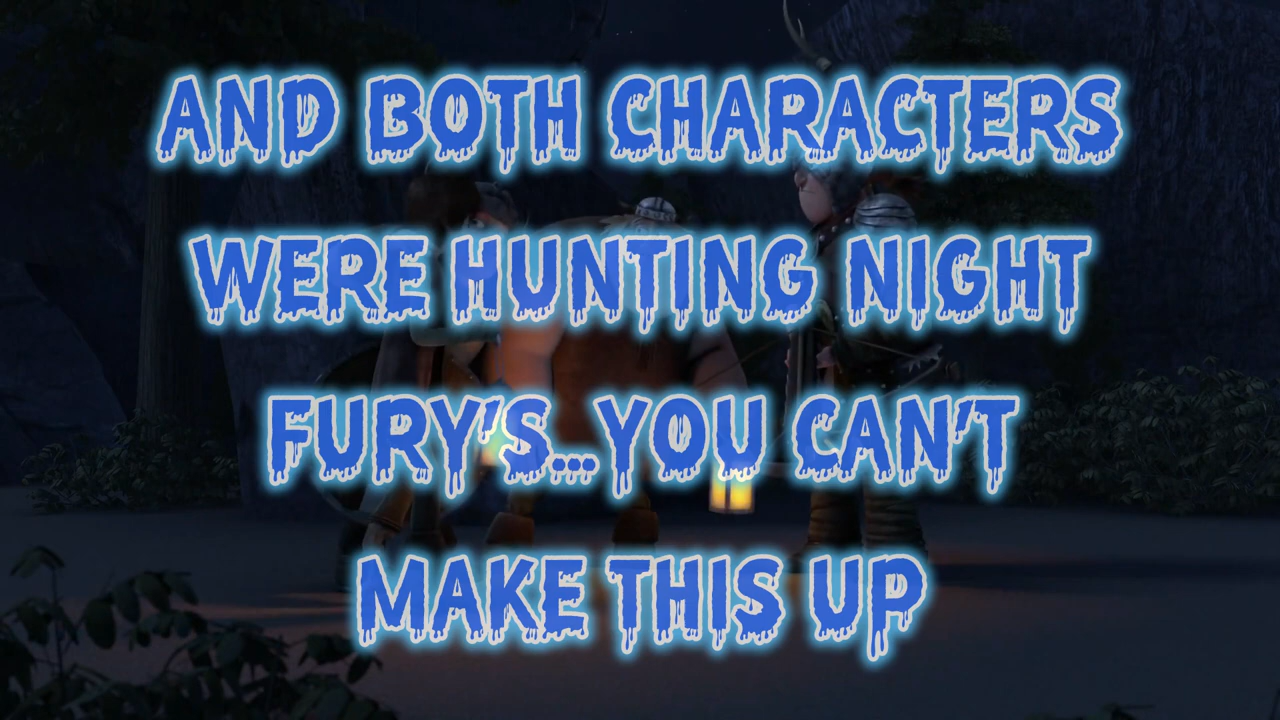 AND BOTH CHARACTERS
WERE HUNTING NIGHT
FURY'S...YOU CAN'T
MAKE THIS UP